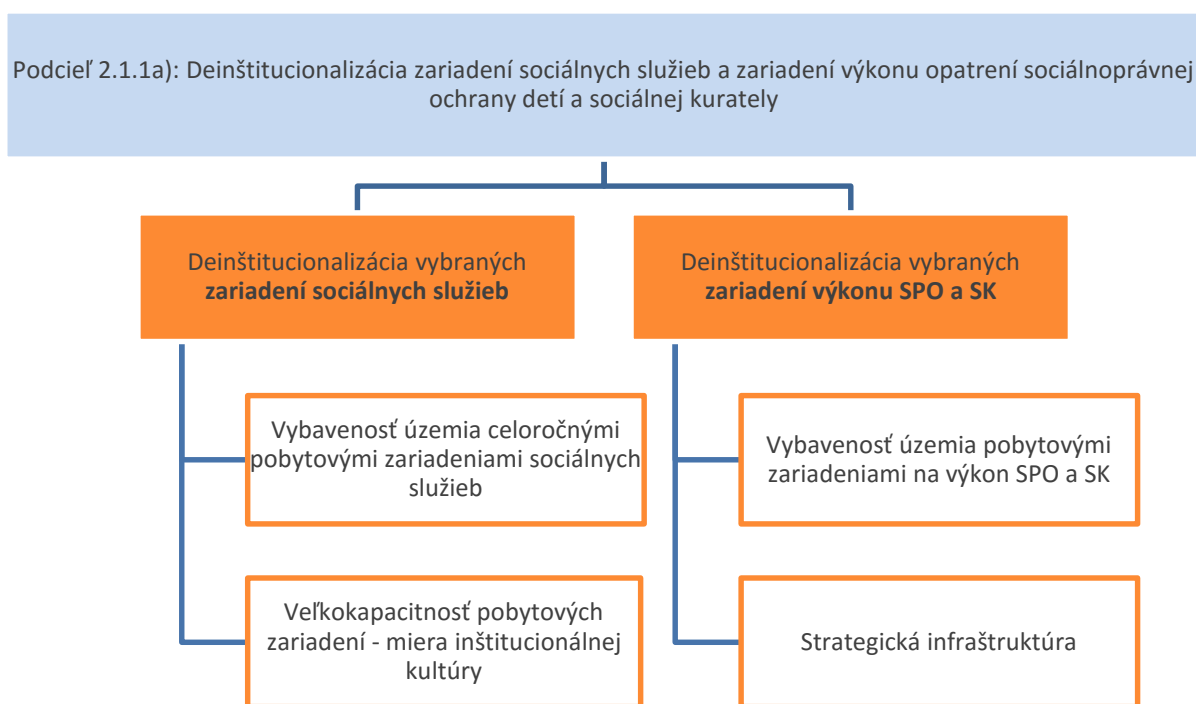 Podcieľ 2.1.1a): Deinštitucionalizácia zariadení sociálnych služieb a zariadení výkonu opatrení sociálnoprávnej
ochrany detí a sociálnej kurately
Deinštitucionalizácia vybraných
zariadení sociálnych služieb
Deinštitucionalizácia vybraných
zariadení výkonu SPO a SK
Vybavenosť územia celoročnými
pobytovými zariadeniami sociálnych
služieb
Vybavenosť územia pobytovými
zariadeniami na výkon SPO a SK
Veľkokapacitnosť pobytových
zariadení - miera inštitucionálnej
kultúry
Strategická infraštruktúra